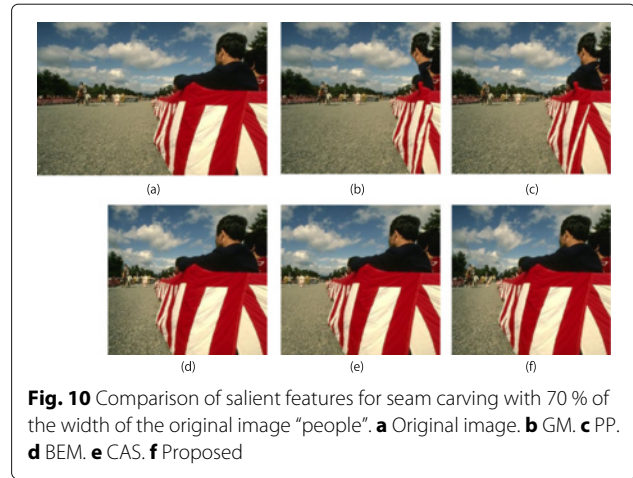 (a)
(b)
(c)
(d)
(e)
(f)
Fig. 10 Comparison of salient features for seam carving with 70 % of
the width of the original image “people”. a Original image. b GM. c PP.
d BEM. e CAS. f Proposed